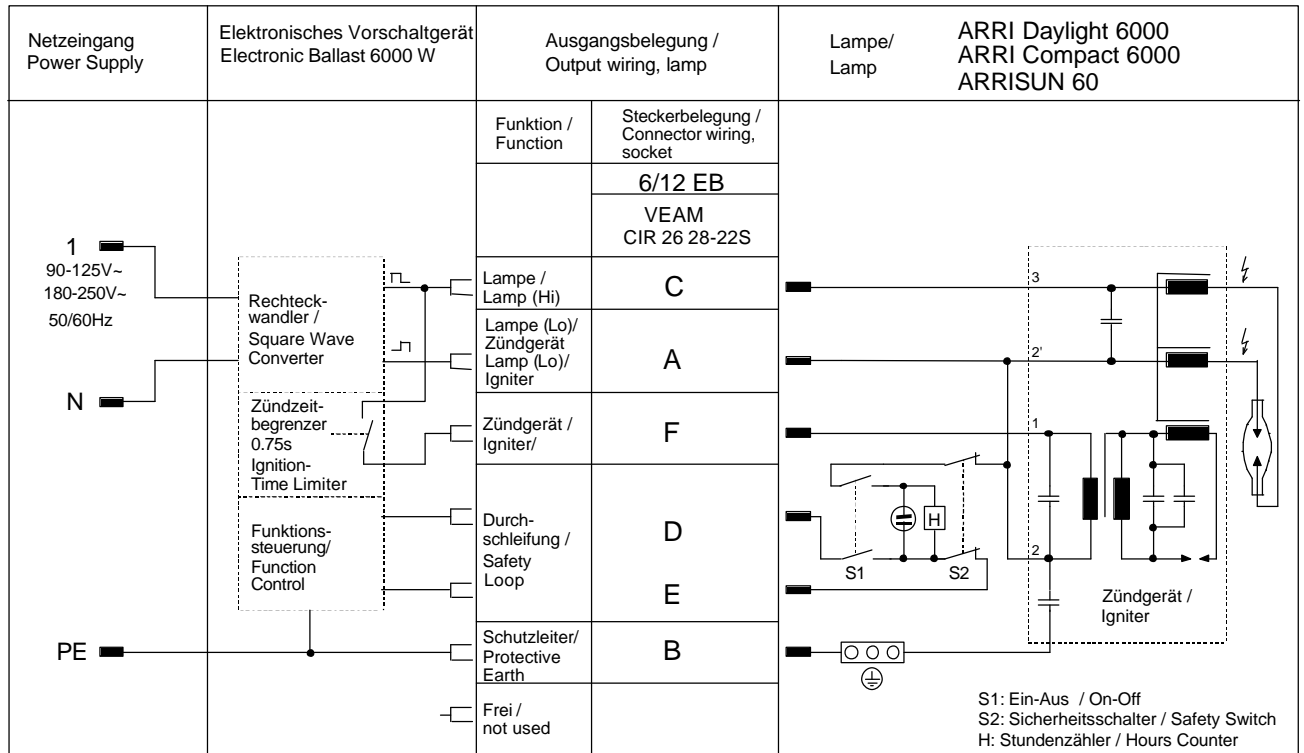 Netzeingang
Power Supply
Elektronisches Vorschaltgerät
Electronic Ballast 6000 W
Ausgangsbelegung /
Output wiring, lamp
Lampe/
Lamp
ARRI Daylight 6000
ARRI Compact 6000
ARRISUN 60
Funktion /
Function
Steckerbelegung /
Connector wiring,
socket
6/12 EB
VEAM
CIR 26 28-22S
1
90-125V~
180-250V~
50/60Hz
N
PE
Rechteck-
wandler /
Square Wave
Converter
Zündzeit-
begrenzer
0.75s
Ignition-
Time Limiter
Funktions-
steuerung/
Function
Control
Lampe /
Lamp (Hi)
C
Lampe (Lo)/
Zündgerät
Lamp (Lo)/
Igniter
A
Zündgerät /
Igniter/
F
Durch-
schleifung /
Safety
Loop
D
E
Schutzleiter/
Protective
Earth
B
Frei /
not used
3
2'
1
2
H
S1
S2
Zündgerät /
Igniter
S1: Ein-Aus / On-Off
S2: Sicherheitsschalter / Safety Switch
H: Stundenzähler / Hours Counter